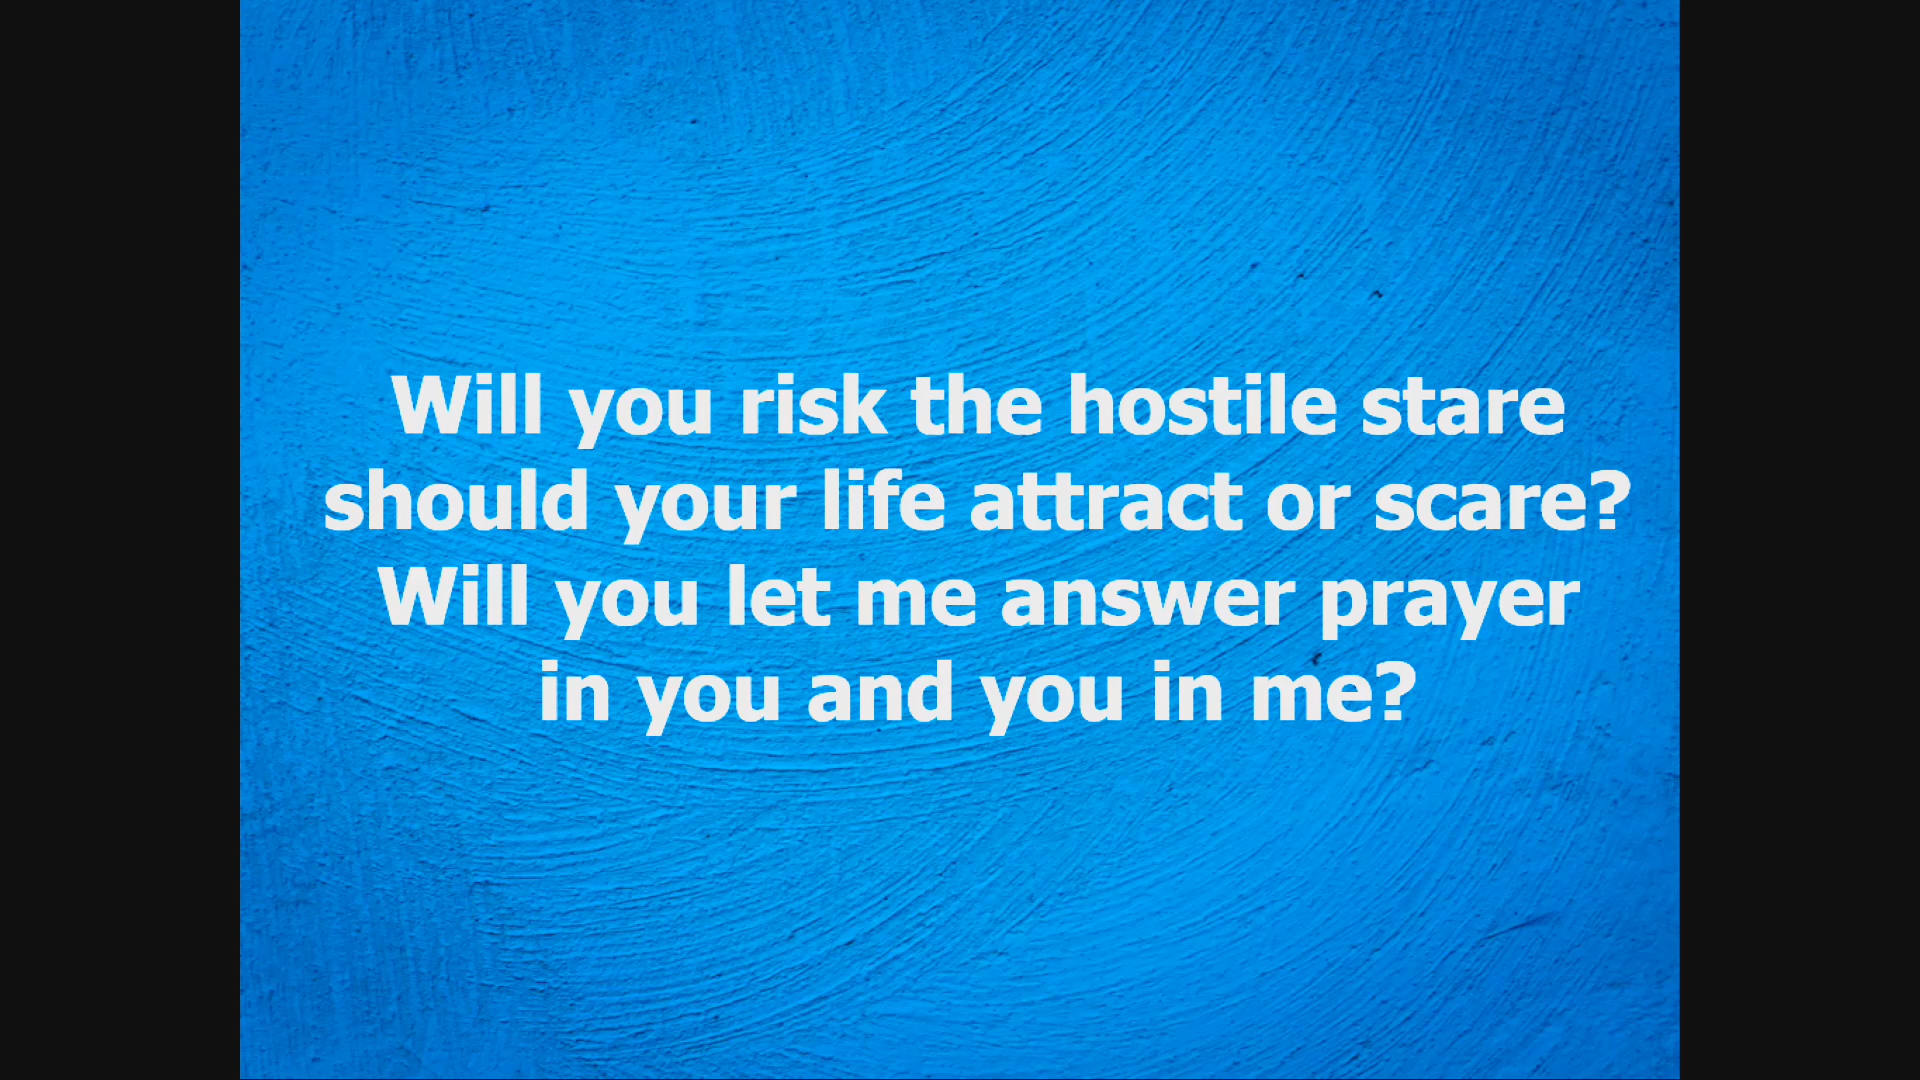 Will you risk the hostile stare
should your life attract or scare?
Will you let me answer prayer
in you and you in me?